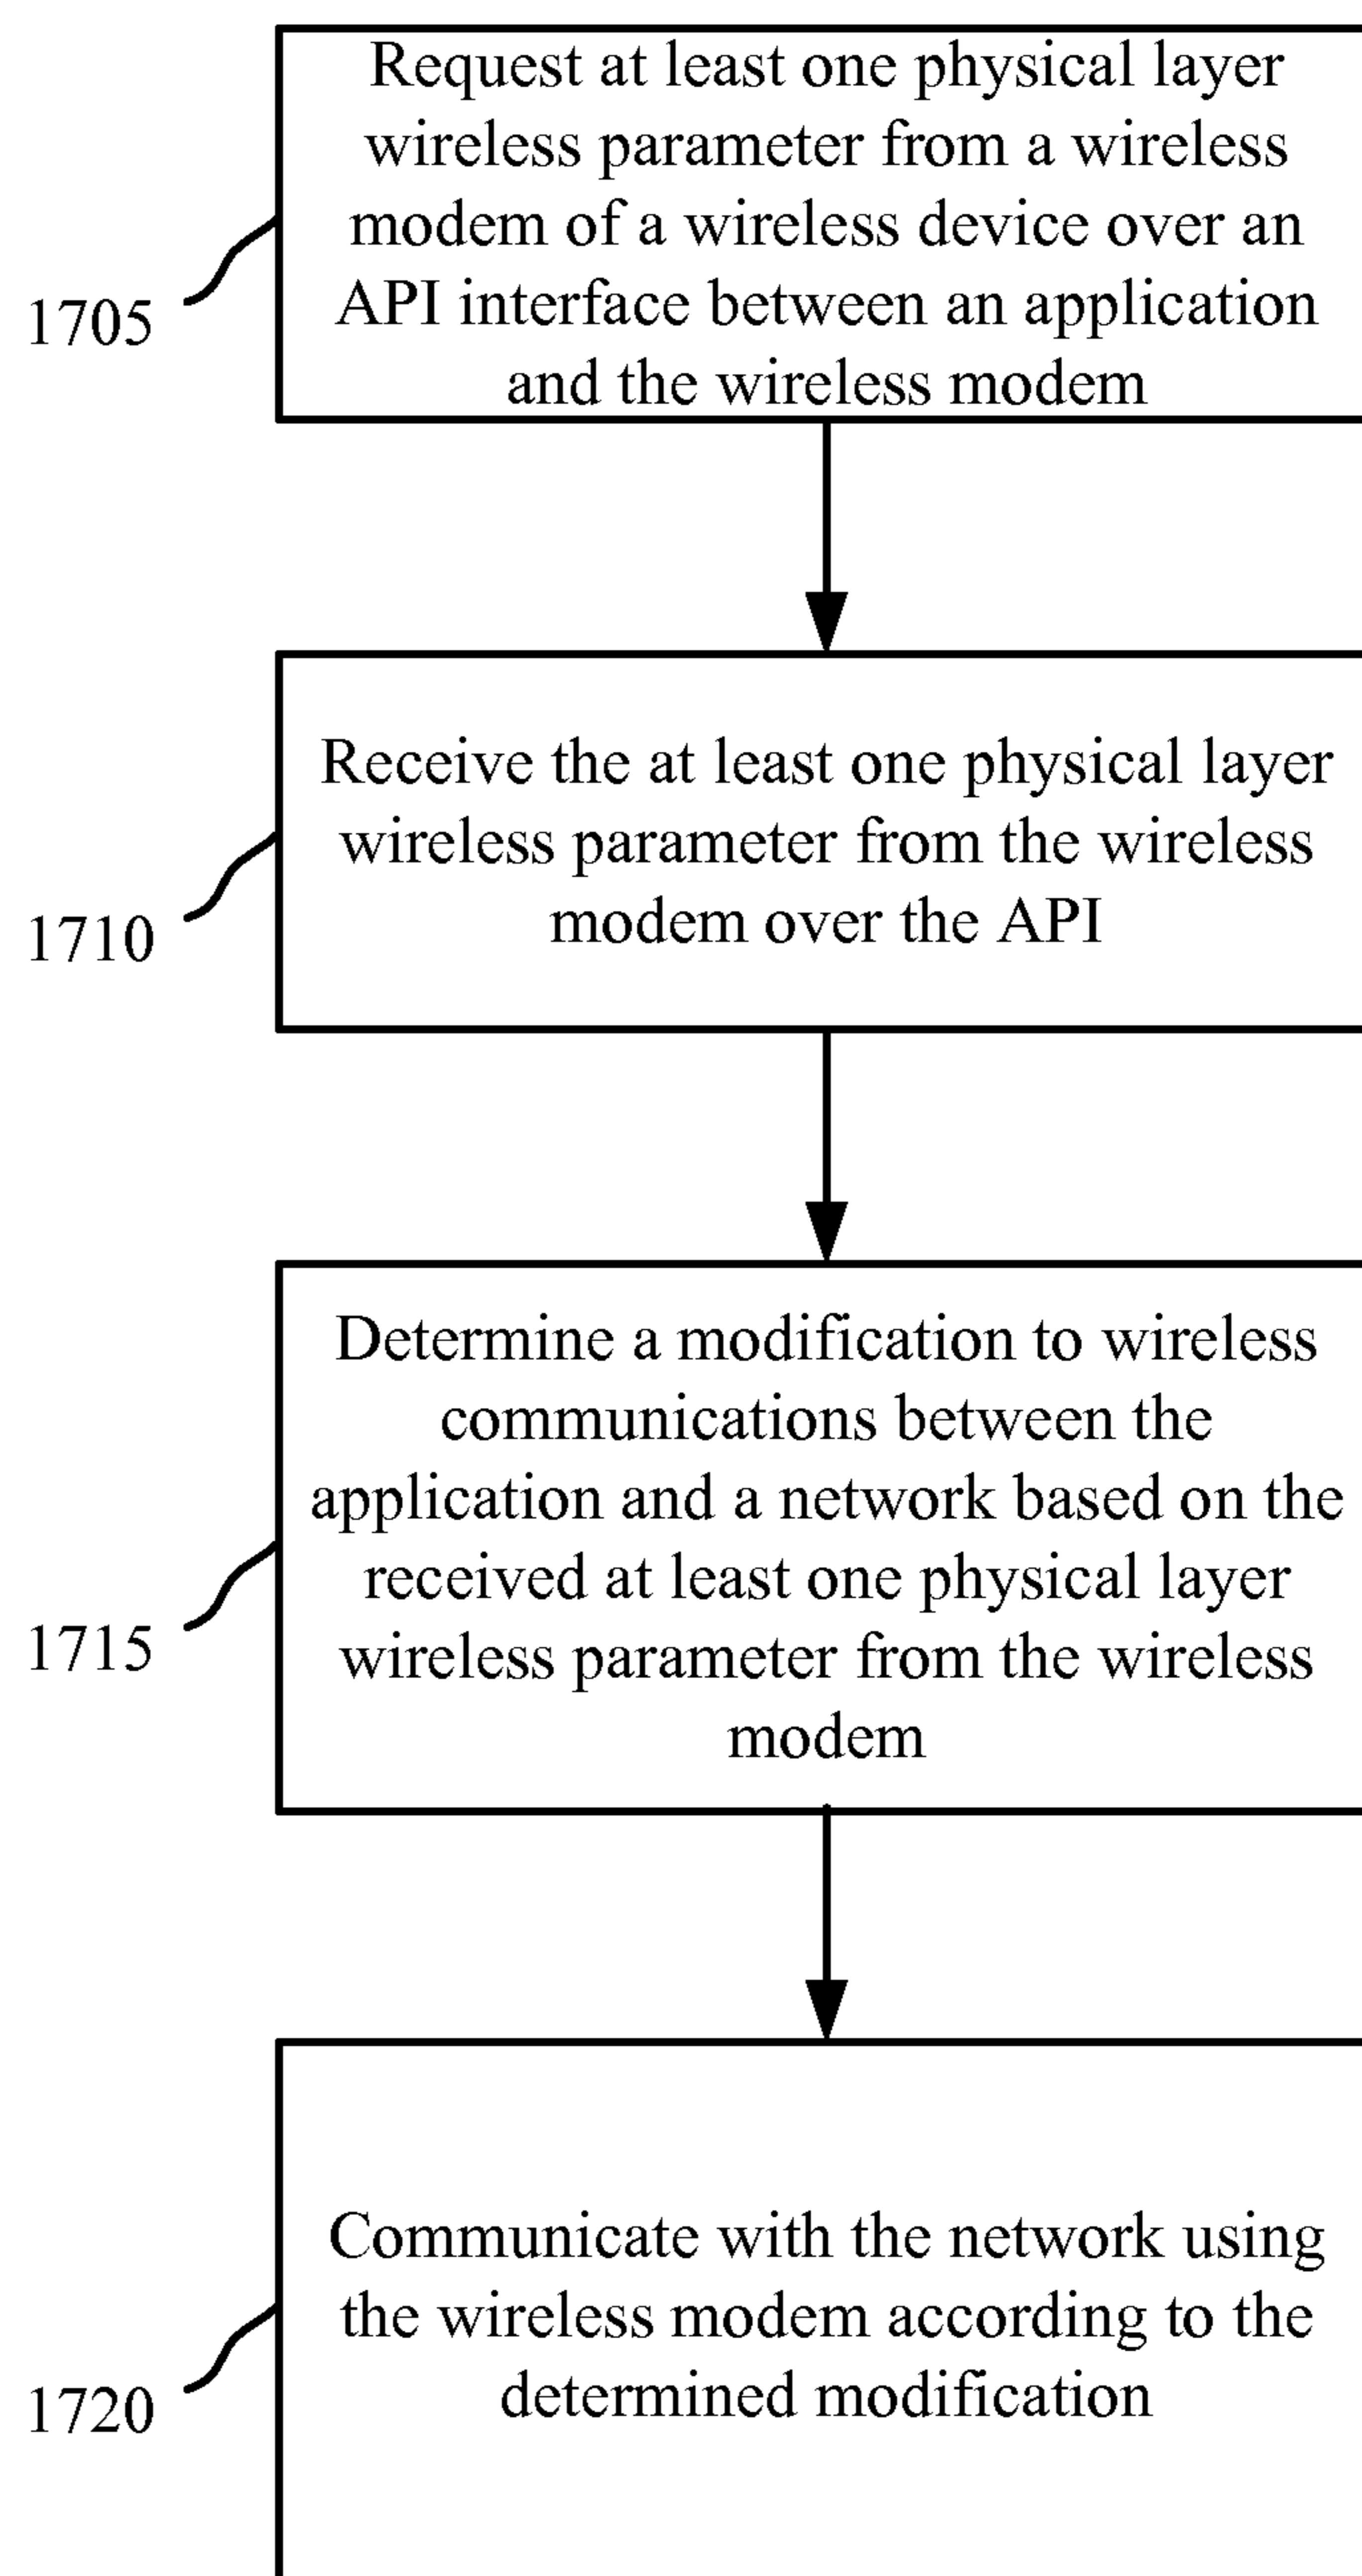 Request at least one physical layer
wireless parameter from a wireless
modem of a wireless device over an
API interface between an application
and the wireless modem
1705
Receive the at least one physical layer
wireless parameter from the wireless
modem over the API
1710
Determine a modification to wireless
communications between the
application and a network based on the
received at least one physical layer
wireless parameter from the wireless
modem
1715
Communicate with the network using
the wireless modem according to the
determined modification
1720